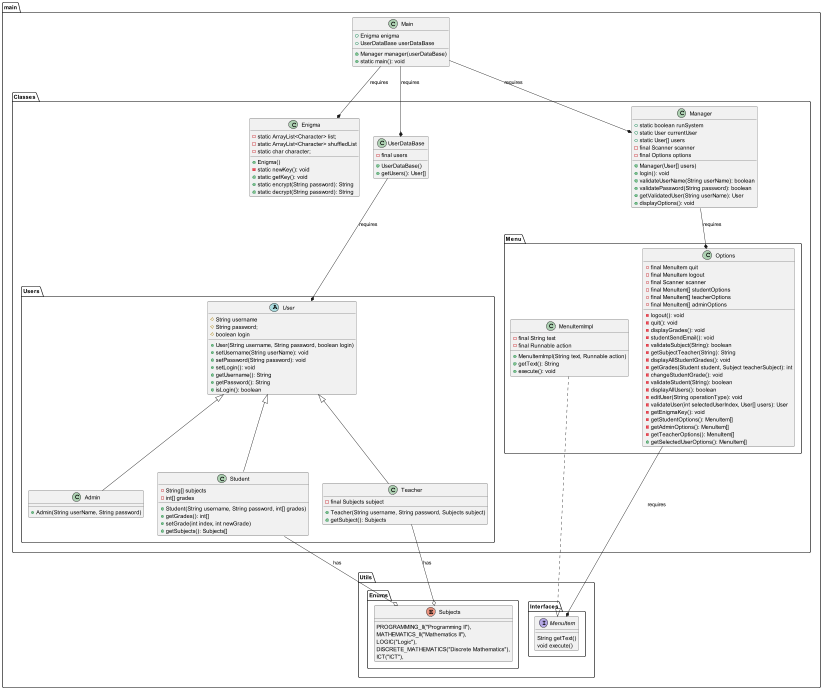 main
C Main
Enigma enigma
UserDataBase userDataBase
Manager manager(userDataBase)
static main(): void
requires
requires
requires
Classes
C Enigma
static ArrayList<Character> list;
static ArrayList<Character> shuffledList
static char character;
Enigma()
static newKey(): void
static getKey(): void
static encrypt(String password): String
static decrypt(String password): String
C UserDataBase
final users
UserDataBase()
getUsers(): User[]
C Manager
static boolean runSystem
static User currentUser
static User[] users
final Scanner scanner
final Options options
Manager(User[] users)
login(): void
validateUserName(String userName): boolean
validatePassword(String password): boolean
getValidatedUser(String userName): User
displayOptions(): void
requires
requires
Menu
C Options
final MenuItem quit
final MenuItem logout
final Scanner scanner
final MenuItem[] studentOptions
final MenuItem[] teacherOptions
final MenuItem[] adminOptions
logout(): void
quit(): void
displayGrades(): void
studentSendEmail(): void
validateSubject(String): boolean
getSubjectTeacher(String): String
displayAllStudentGrades(): void
getGrades(Student student, Subject teacherSubject): int
changeStudentGrade(): void
validateStudent(String): boolean
displayAllUsers(): boolean
editUser(String operationType): void
validateUser(int selectedUserIndex, User[] users): User
getEnigmaKey(): void
getStudentOptions(): MenuItem[]
getAdminOptions(): MenuItem[]
getTeacherOptions(): MenuItem[]
getSelectedUserOptions(): MenuItem[]
C MenuItemImpl
final String text
final Runnable action
MenuItemImpl(String text, Runnable action)
getText(): String
execute(): void
Users
A User
String username
String password;
boolean login
User(String username, String password, boolean login)
setUsername(String userName): void
setPassword(String password): void
setLogin(): void
getUsername(): String
getPassword(): String
isLogin(): boolean
C Admin
Admin(String userName, String password)
C Student
String[] subjects
int[] grades
Student(String username, String password, int[] grades)
getGrades(): int[]
setGrade(int index, int newGrade)
getSubjects(): Subjects[]
C Teacher
final Subjects subject
Teacher(String username, String password, Subjects subject)
getSubject(): Subjects
requires
has
has
Utils
Enums
E Subjects
PROGRAMMING_II("Programming II"),
MATHEMATICS_II("Mathematics II"),
LOGIC("Logic"),
DISCRETE_MATHEMATICS("Discrete Mathematics"),
ICT("ICT"),
Interfaces
I MenuItem
String getText()
void execute()